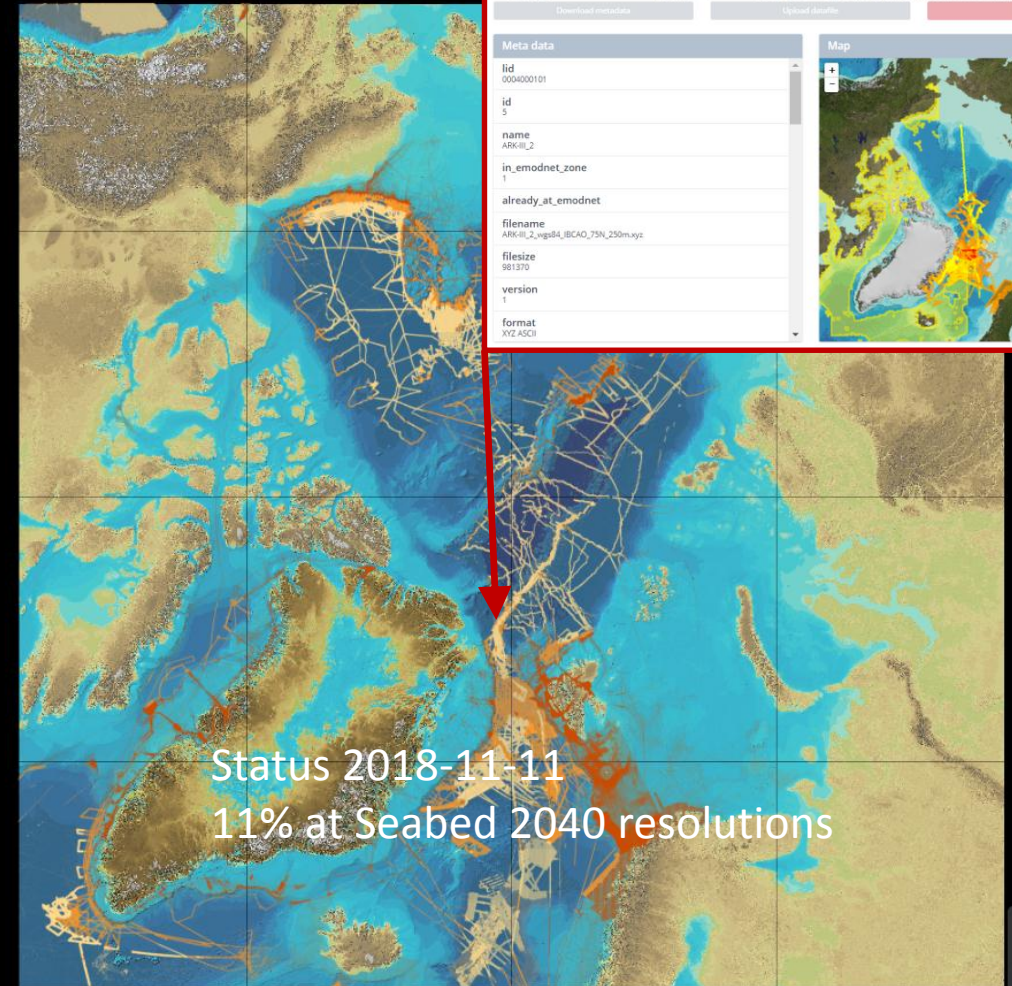 Download metadata
Upload datafile
Meta data
Map
lid
0004000101
+
-
id
5
name
ARK-III_2
in_emodnet_zone
1
already_at_emodnet
filename
ARK-III_2_wgs84_IBCAO_75N_250m.xyz
filesize
981370
version
1
format
XYZ ASCII
Status 2018-11-11
11% at Seabed 2040 resolutions